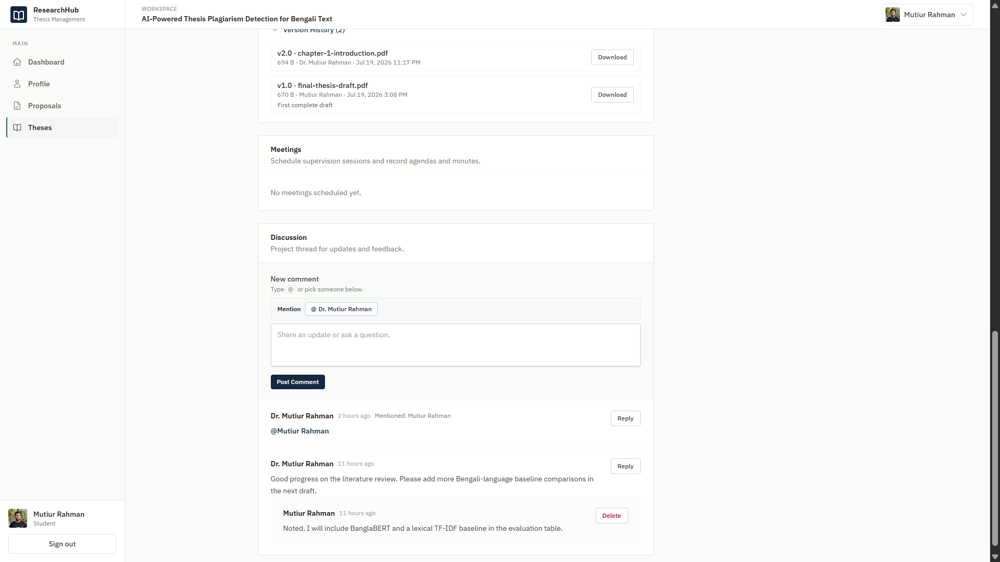 ResearchHub
Thesis Management
MAIN
Dashboard
Profile
Proposals
Theses
Mutiur Rahman
Student
Sign out
WORKSPACE
AI-Powered Thesis Plagiarism Detection for Bengali Text
Mutiur Rahman
Version History (2)
v2.0 · chapter-1-introduction.pdf
694 B · Dr. Mutiur Rahman · Jul 19, 2026 11:17 PM
Download
v1.0 · final-thesis-draft.pdf
670 B · Mutiur Rahman · Jul 19, 2026 3:08 PM
First complete draft
Download
Meetings
Schedule supervision sessions and record agendas and minutes.
No meetings scheduled yet.
Discussion
Project thread for updates and feedback.
New comment
Type @ or pick someone below.
Mention @ Dr. Mutiur Rahman
Share an update or ask a question.
Post Comment
Dr. Mutiur Rahman 2 hours ago Mentioned: Mutiur Rahman
Reply
@Mutiur Rahman
Dr. Mutiur Rahman 11 hours ago
Reply
Good progress on the literature review. Please add more Bengali-language baseline comparisons in
the next draft.
Mutiur Rahman 11 hours ago
Delete
Noted. I will include BanglaBERT and a lexical TF-IDF baseline in the evaluation table.